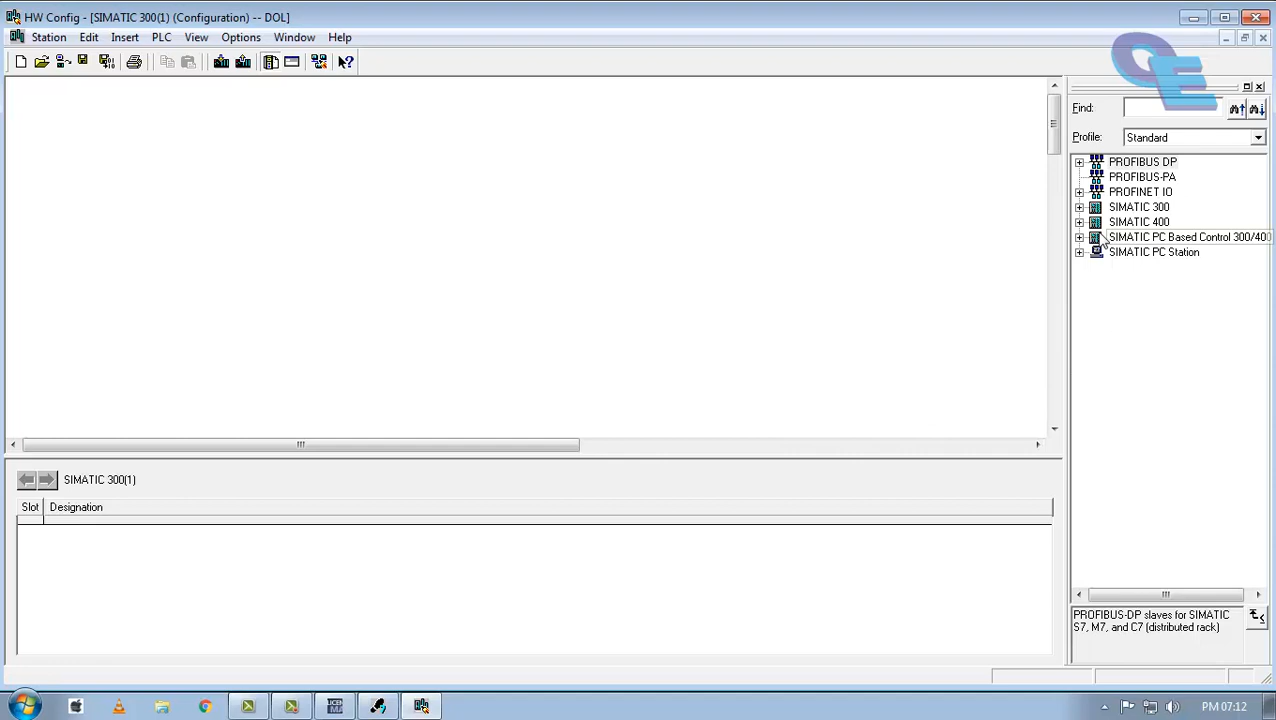 HW Config - [SIMATIC 300(1) (Configuration) -- DOL]
Station Edit Insert PLC View Options Window Help
Find:
Profile: Standard
PROFIBUS DP
PROFIBUS-PA
PROFINET IO
SIMATIC 300
SIMATIC 400
SIMATIC PC Based Control 300/400
SIMATIC PC Station
SIMATIC 300(1)
Slot Designation
PROFIBUS-DP slaves for SIMATIC
S7, M7, and C7 (distributed rack)
PM 07:12